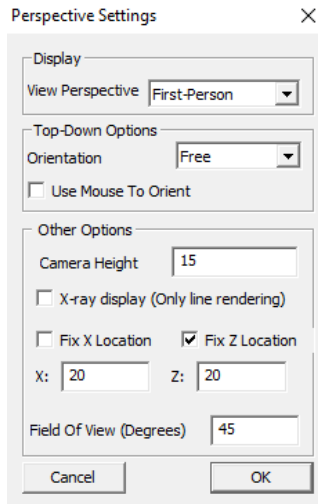 Perspective Settings
Display
View Perspective First-Person
Top-Down Options
Orientation Free
Use Mouse To Orient
Other Options
Camera Height 15
X-ray display (Only line rendering)
Fix X Location Fix Z Location
X: 20 Z: 20
Field Of View (Degrees) 45
Cancel OK